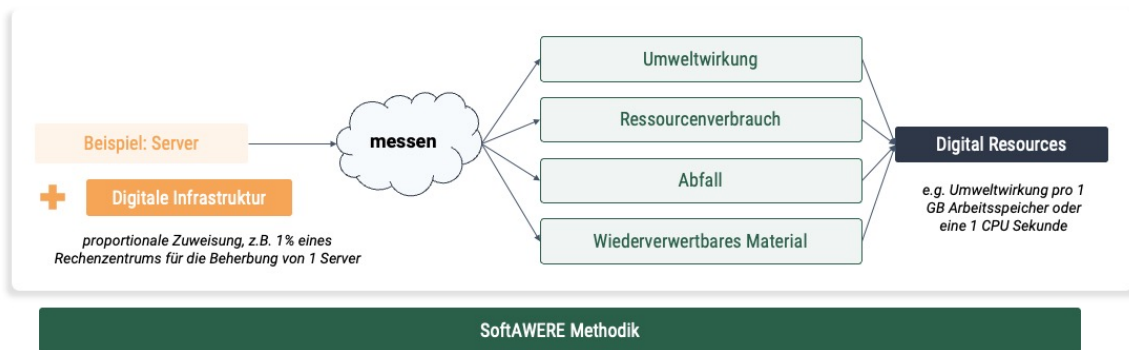 Beispiel: Server
Digitale Infrastruktur
proportionale Zuweisung, z.B. 1% eines
Rechenzentrums für die Beherbung von 1 Server
messen
Umweltwirkung
Ressourcenverbrauch
Abfall
Wiederverwertbares Material
Digital Resources
e.g. Umweltwirkung pro 1
GB Arbeitsspeicher oder
eine 1 CPU Sekunde
SoftAWERE Methodik